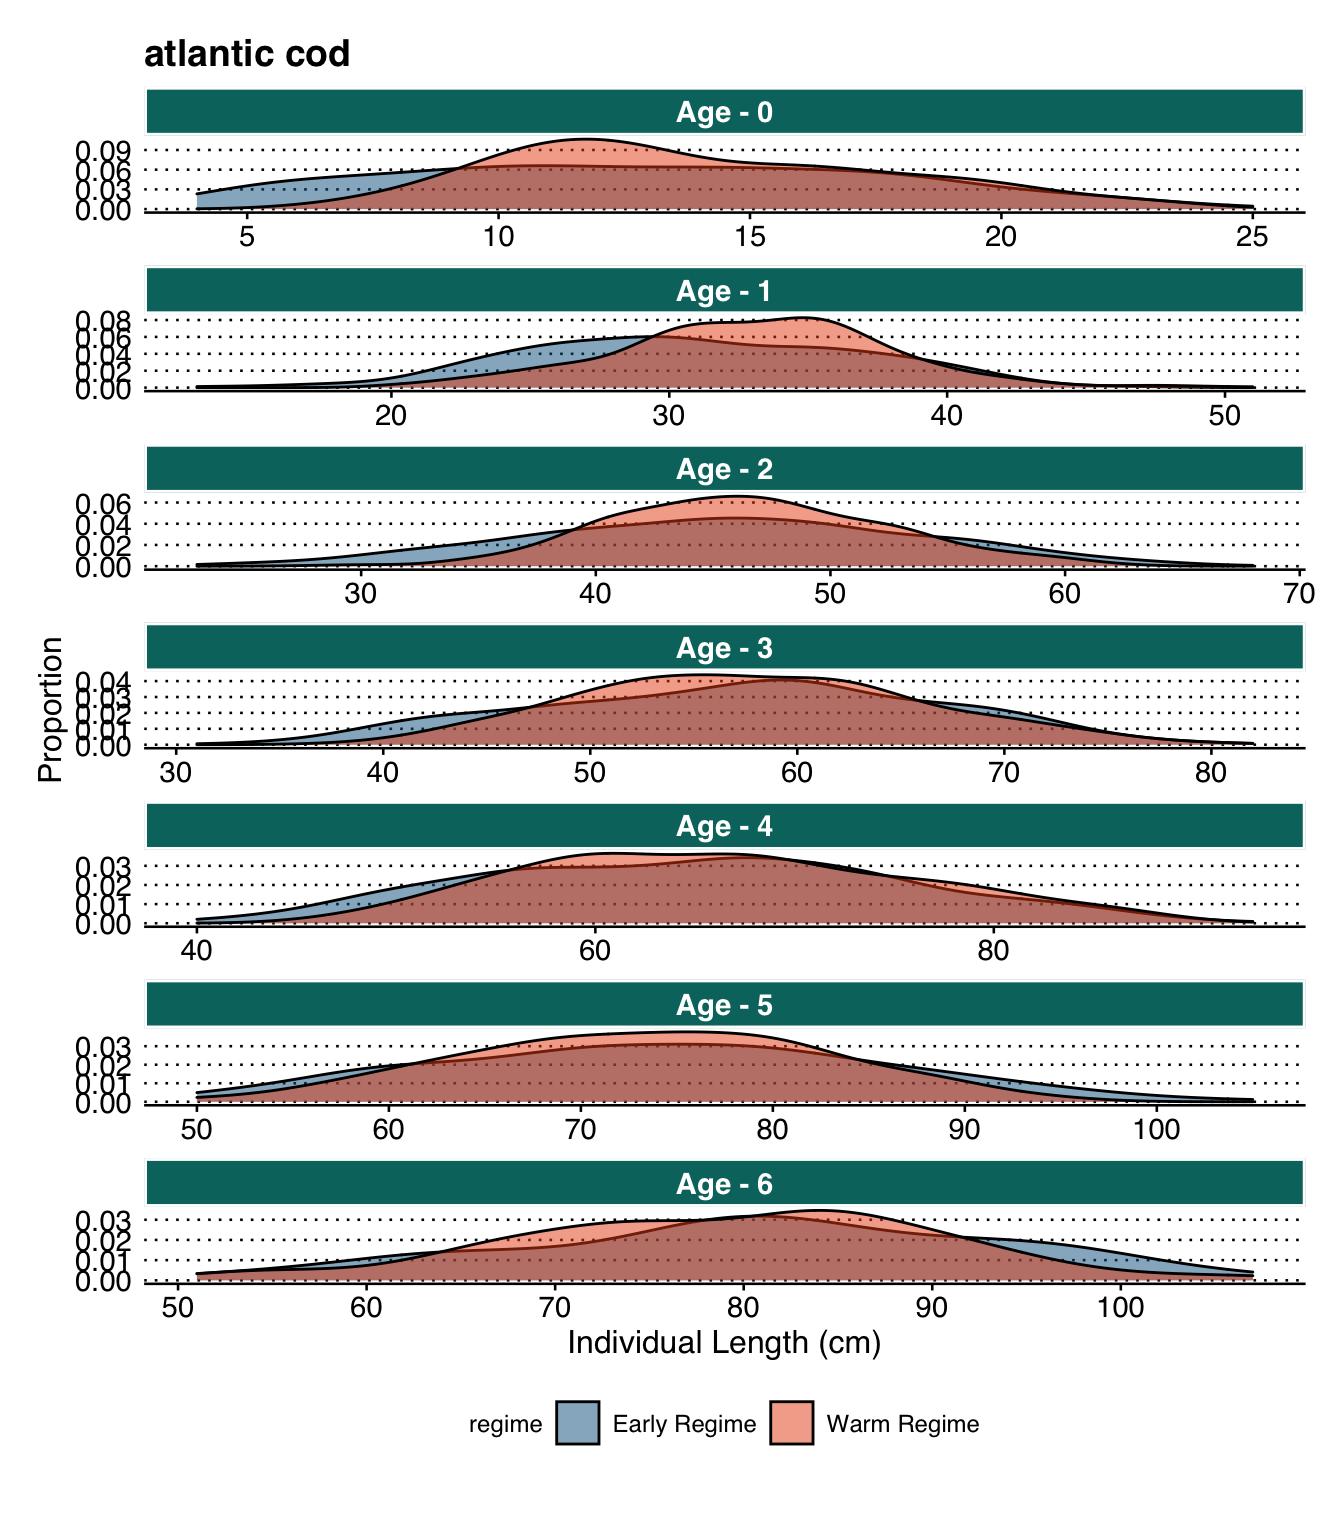 atlantic cod
Age - 0
0.09
0.06
0.03
0.00
5 10 15 20 25
Age - 1
0.08
0.06
0.04
0.02
0.00
20 30 40 50
Age - 2
0.06
0.04
0.02
0.00
30 40 50 60 70
Proportion
Age - 3
0.04
0.03
0.02
0.01
0.00
30 40 50 60 70 80
Age - 4
0.03
0.02
0.01
0.00
40 60 80
Age - 5
0.03
0.02
0.01
0.00
50 60 70 80 90 100
Age - 6
0.03
0.02
0.01
0.00
50 60 70 80 90 100
Individual Length (cm)
regime Early Regime Warm Regime